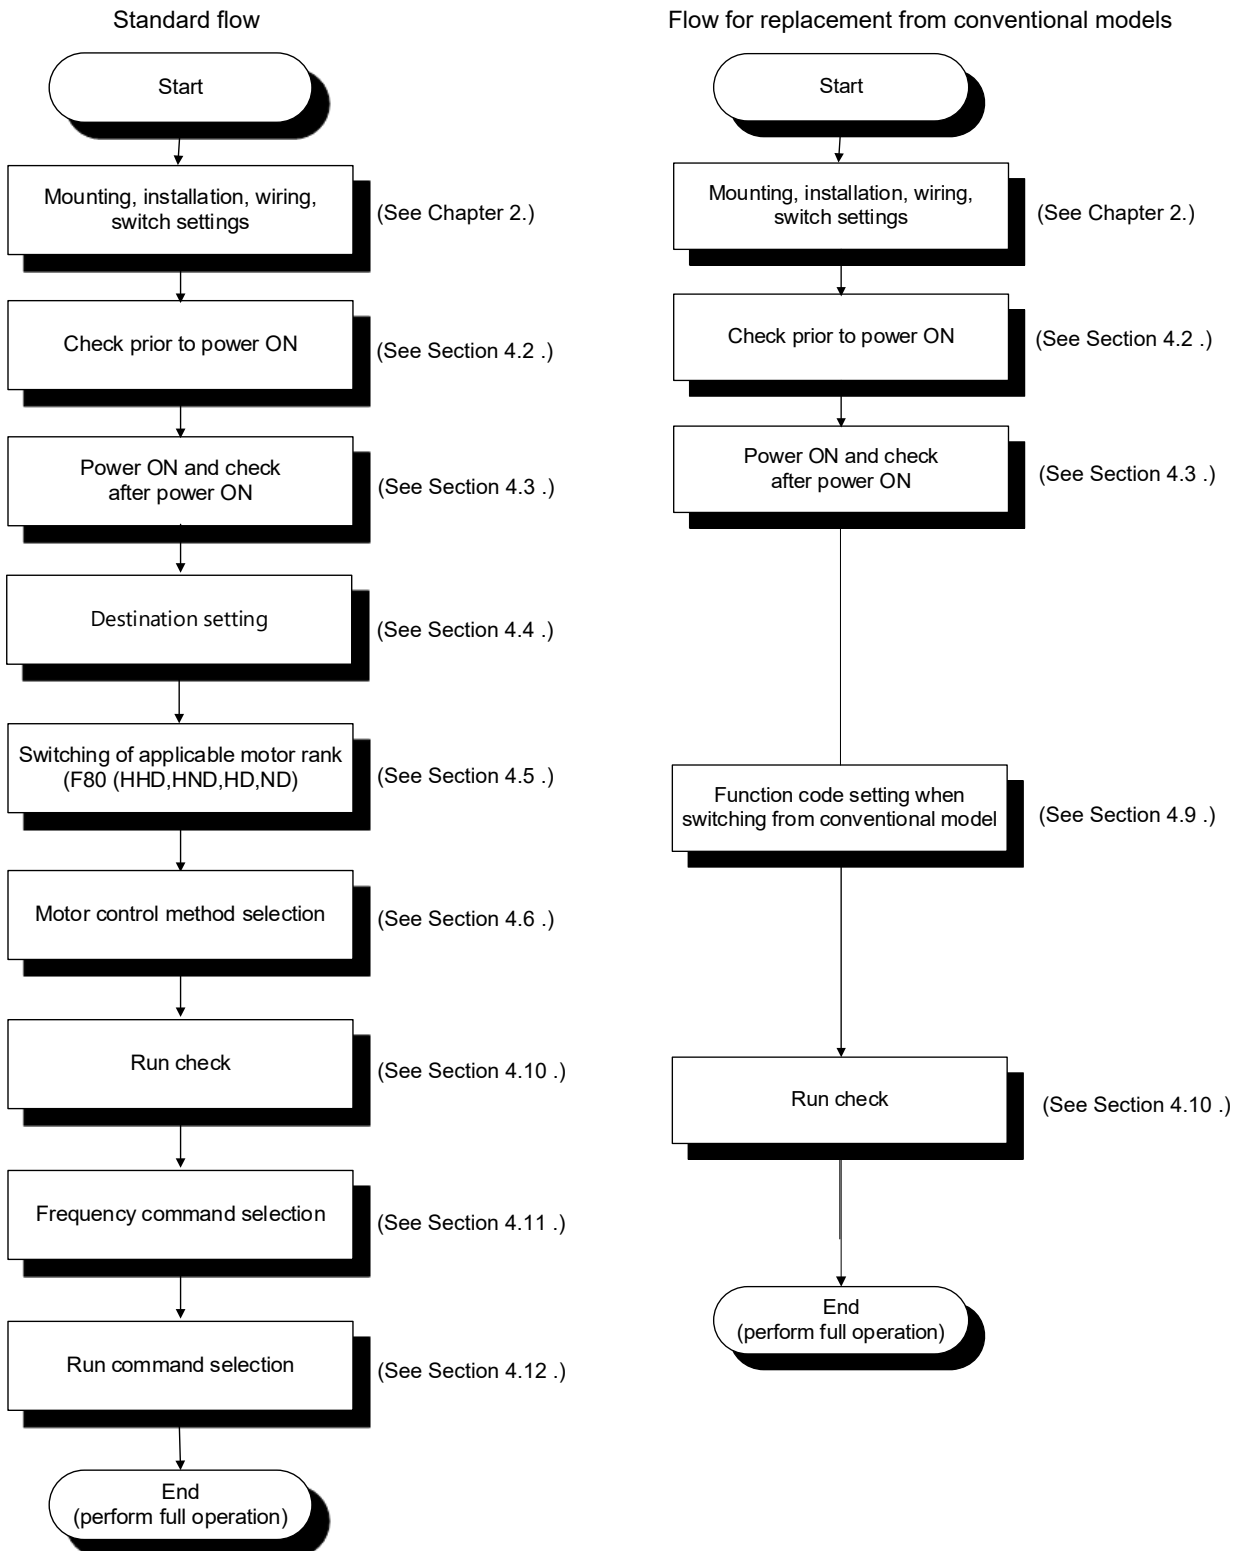 Standard flow
Start
Mounting, installation, wiring,
switch settings
(See Chapter 2.)
Check prior to power ON
(See Section 4.2 .)
Power ON and check
after power ON
(See Section 4.3 .)
Destination setting
(See Section 4.4 .)
Switching of applicable motor rank
(F80 (HHD,HND,HD,ND)
(See Section 4.5 .)
Motor control method selection
(See Section 4.6 .)
Run check
(See Section 4.10 .)
Frequency command selection
(See Section 4.11 .)
Run command selection
(See Section 4.12 .)
End
(perform full operation)
Flow for replacement from conventional models
Start
Mounting, installation, wiring,
switch settings
(See Chapter 2.)
Check prior to power ON
(See Section 4.2 .)
Power ON and check
after power ON
(See Section 4.3 .)
Function code setting when
switching from conventional model
(See Section 4.9 .)
Run check
(See Section 4.10 .)
End
(perform full operation)